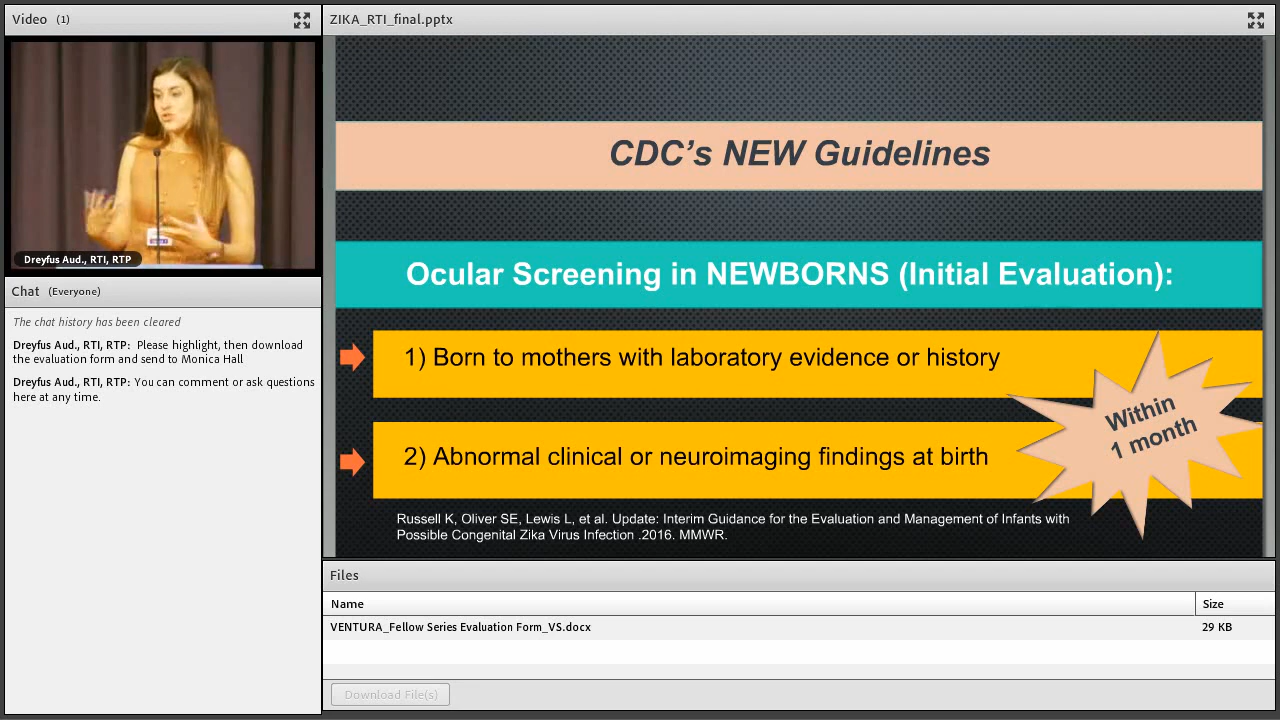 Video (1)
Dreyfus Aud., RTI, RTP
Chat (Everyone)
The chat history has been cleared
Dreyfus Aud., RTI, RTP: Please highlight, then download
the evaluation form and send to Monica Hall
Dreyfus Aud., RTI, RTP: You can comment or ask questions
here at any time.
ZIKA_RTI_final.pptx
CDC’s NEW Guidelines
Ocular Screening in NEWBORNS (Initial Evaluation):
1) Born to mothers with laboratory evidence or history
2) Abnormal clinical or neuroimaging findings at birth
Within
1 month
Russell K, Oliver SE, Lewis L, et al. Update: Interim Guidance for the Evaluation and Management of Infants with
Possible Congenital Zika Virus Infection .2016. MMWR.
Files
Name Size
VENTURA_Fellow Series Evaluation Form_VS.docx 29 KB
Download File(s)